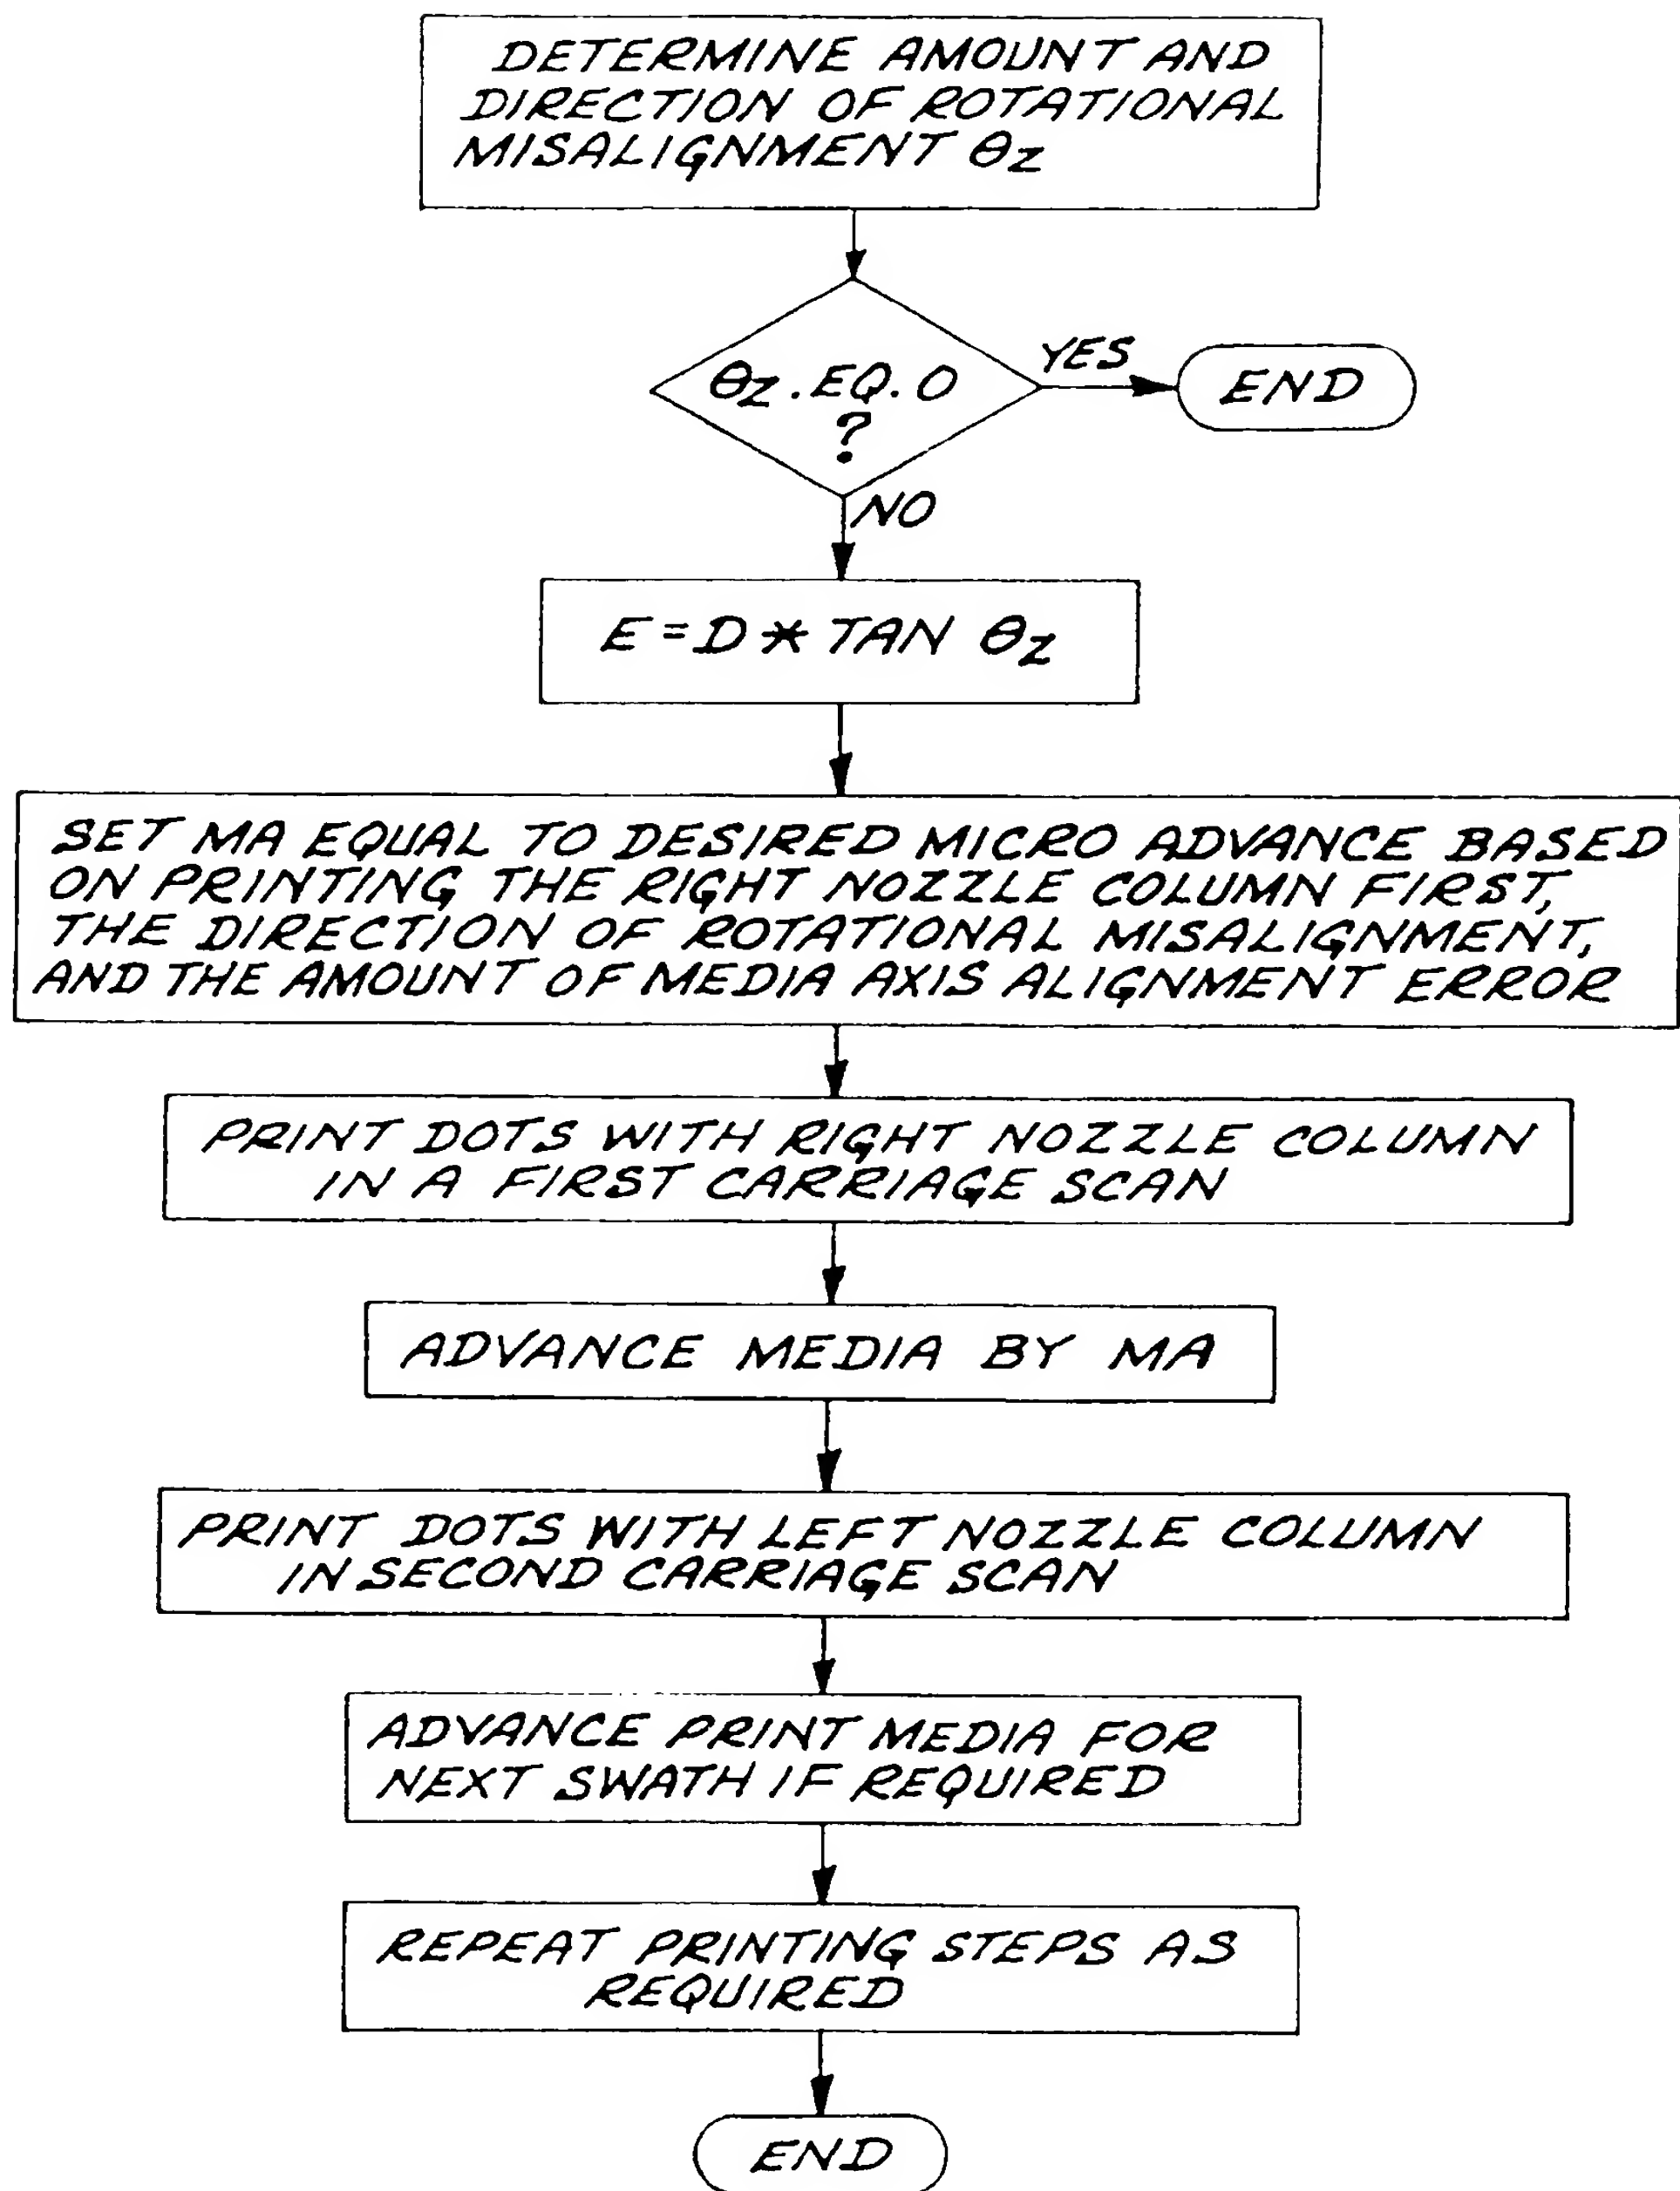 DETERMINE AMOUNT AND
DIRECTION OF ROTATIONAL
MISALIGNMENT θZ
θZ.EQ.0
?
YES
END
NO
E = D * TAN θZ
SET MA EQUAL TO DESIRED MICRO ADVANCE BASED
ON PRINTING THE RIGHT NOZZLE COLUMN FIRST,
THE DIRECTION OF ROTATIONAL MISALIGNMENT,
AND THE AMOUNT OF MEDIA AXIS ALIGNMENT ERROR
PRINT DOTS WITH RIGHT NOZZLE COLUMN
IN A FIRST CARRIAGE SCAN
ADVANCE MEDIA BY MA
PRINT DOTS WITH LEFT NOZZLE COLUMN
IN SECOND CARRIAGE SCAN
ADVANCE PRINT MEDIA FOR
NEXT SWATH IF REQUIRED
REPEAT PRINTING STEPS AS
REQUIRED
END